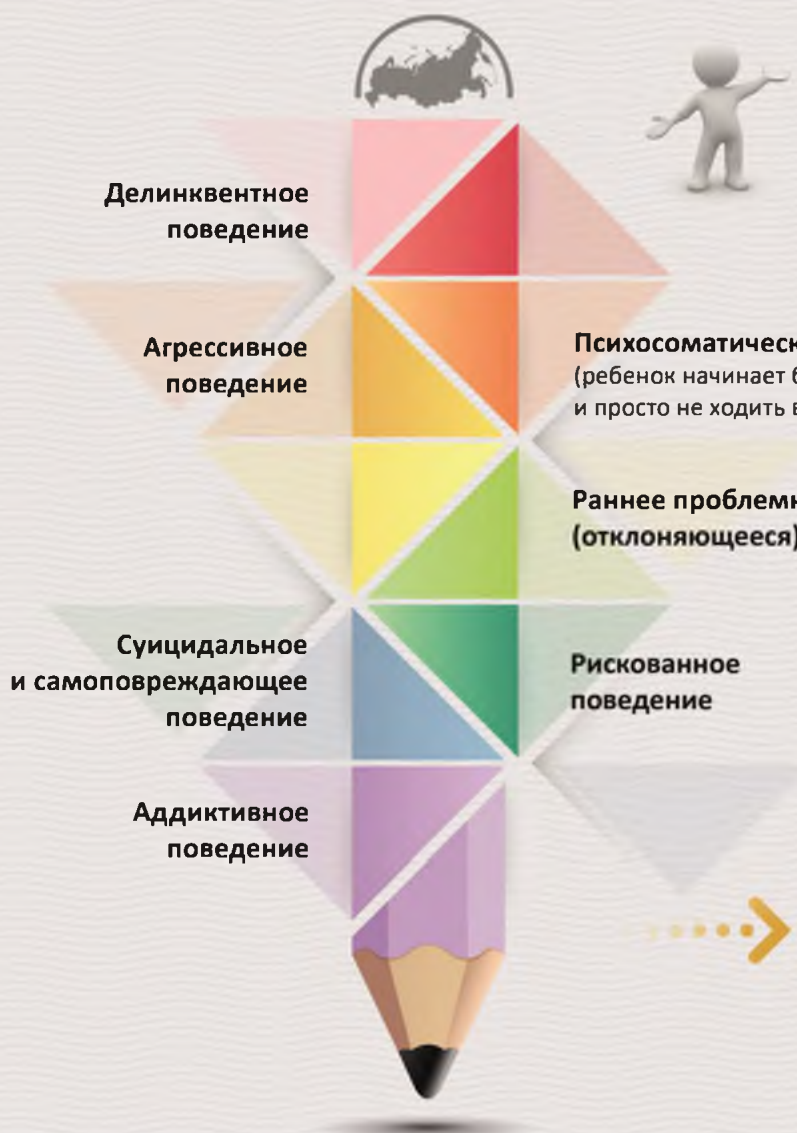 Делинквентное
поведение
Агрессивное
поведение
Психосоматическ
(ребенок начинает
и просто не ходить в
Раннее проблемн
(отклоняющееся)
Суицидальное
и самоповреждающее
поведение
Рискованное
поведение
Аддиктивное
поведение